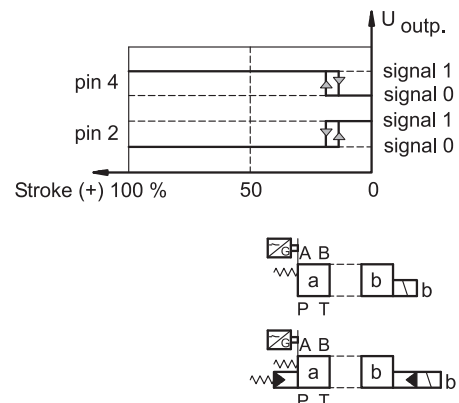 U outp.
pin 4
signal 1
signal 0
pin 2
signal 1
signal 0
Stroke (+) 100 %
50
0
G
A B
a
b
b
P T
G
A B
a
b
b
P T